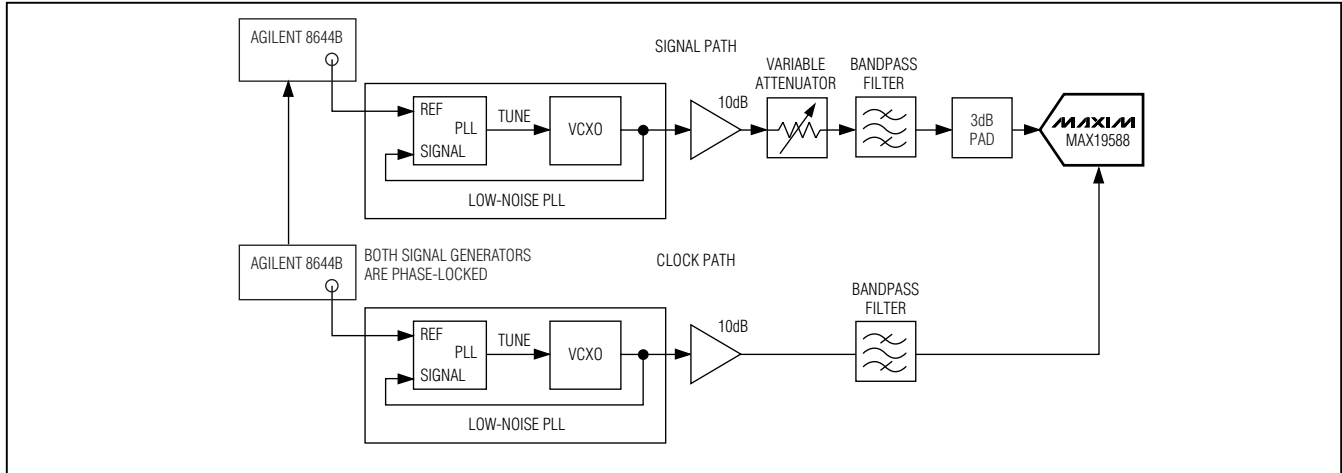 AGILENT 8644B
SIGNAL PATH
VARIABLE
ATTENUATOR
BANDPASS
FILTER
10dB
REF
PLL
SIGNAL
TUNE
VCXO
3dB
PAD
MAXIM
MAX19588
LOW-NOISE PLL
AGILENT 8644B
BOTH SIGNAL GENERATORS
ARE PHASE-LOCKED
CLOCK PATH
BANDPASS
FILTER
10dB
REF
PLL
SIGNAL
TUNE
VCXO
LOW-NOISE PLL